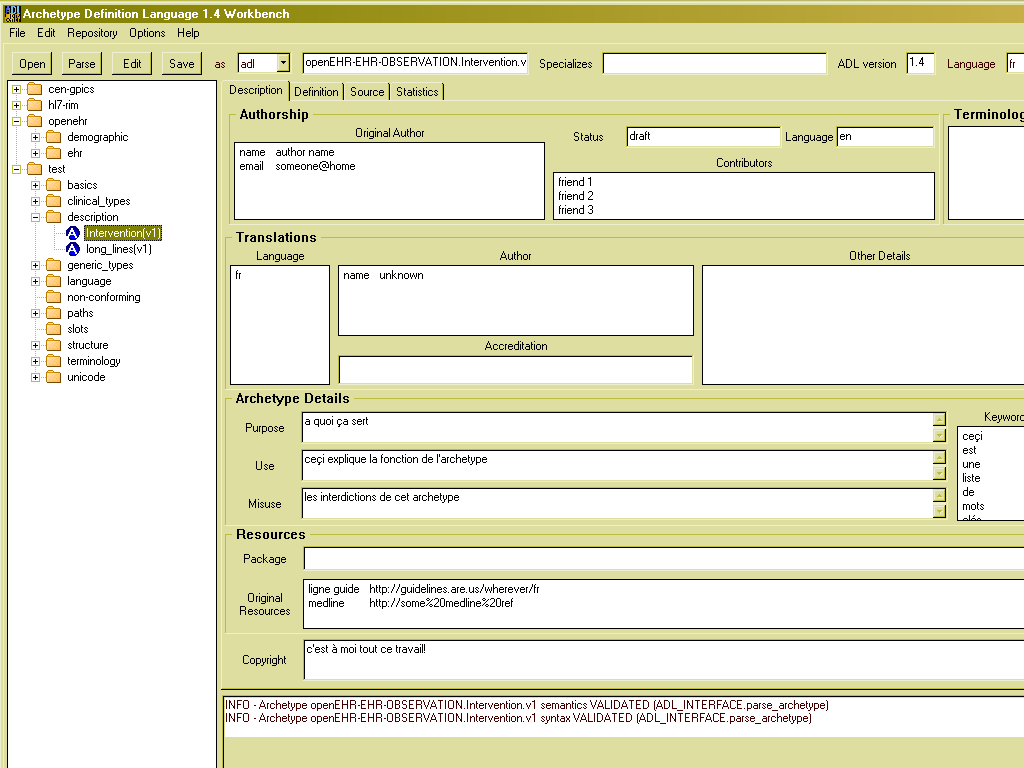 Archetype Definition Language 1.4 Workbench
File Edit Repository Options Help
Open Parse Edit Save as adl openEHR-EHR-OBSERVATION.Intervention.v Specializes ADL version 1.4 Language fr
cen-gpics
hl7-rim
openehr
demographic
ehr
test
basics
clinical_types
description
Intervention(v1)
long_lines(v1)
generic_types
language
non-conforming
paths
slots
structure
terminology
unicode
Description Definition Source Statistics
Authorship
Original Author
name author name
email someone@home
Status draft Language en
Contributors
friend 1
friend 2
friend 3
Terminolog
Translations
Language
fr
Author
name unknown
Accreditation
Other Details
Archetype Details
Purpose a quoi ça sert
Use ceçi explique la fonction de l'archetype
Misuse les interdictions de cet archetype
Keyword
ceçi
est
une
liste
de
mots
clés
Resources
Package
Original Resources
ligne guide http://guidelines.are.us/wherever/fr
medline http://some%20medline%20ref
Copyright c'est à moi tout ce travail!
INFO - Archetype openEHR-EHR-OBSERVATION.Intervention.v1 semantics VALIDATED (ADL_INTERFACE.parse_archetype)
INFO - Archetype openEHR-EHR-OBSERVATION.Intervention.v1 syntax VALIDATED (ADL_INTERFACE.parse_archetype)